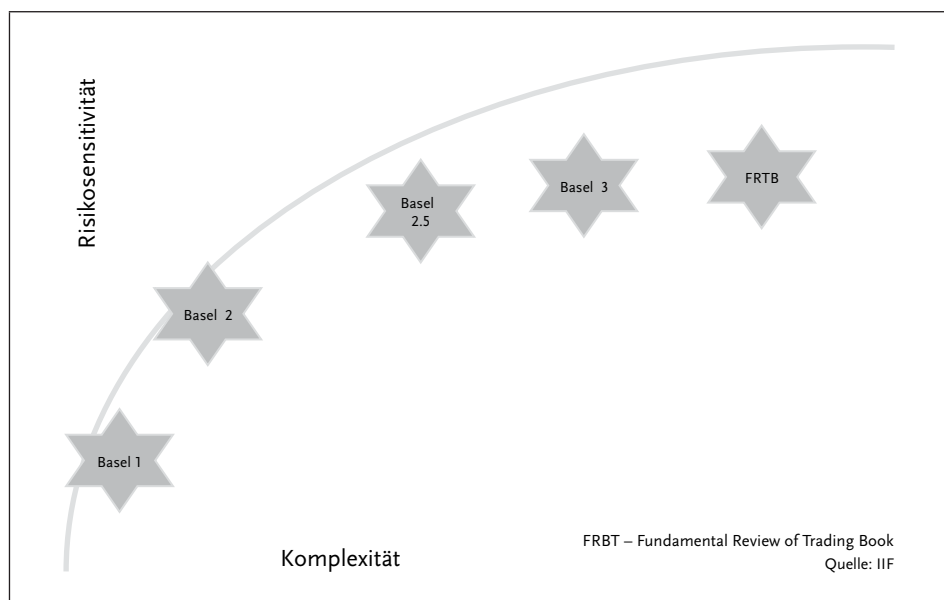 Risikosensitivität
FRTB
Basel 3
Basel
2.5
Basel 2
Basel 1
Komplexität
FRBT – Fundamental Review of Trading Book
Quelle: IIF